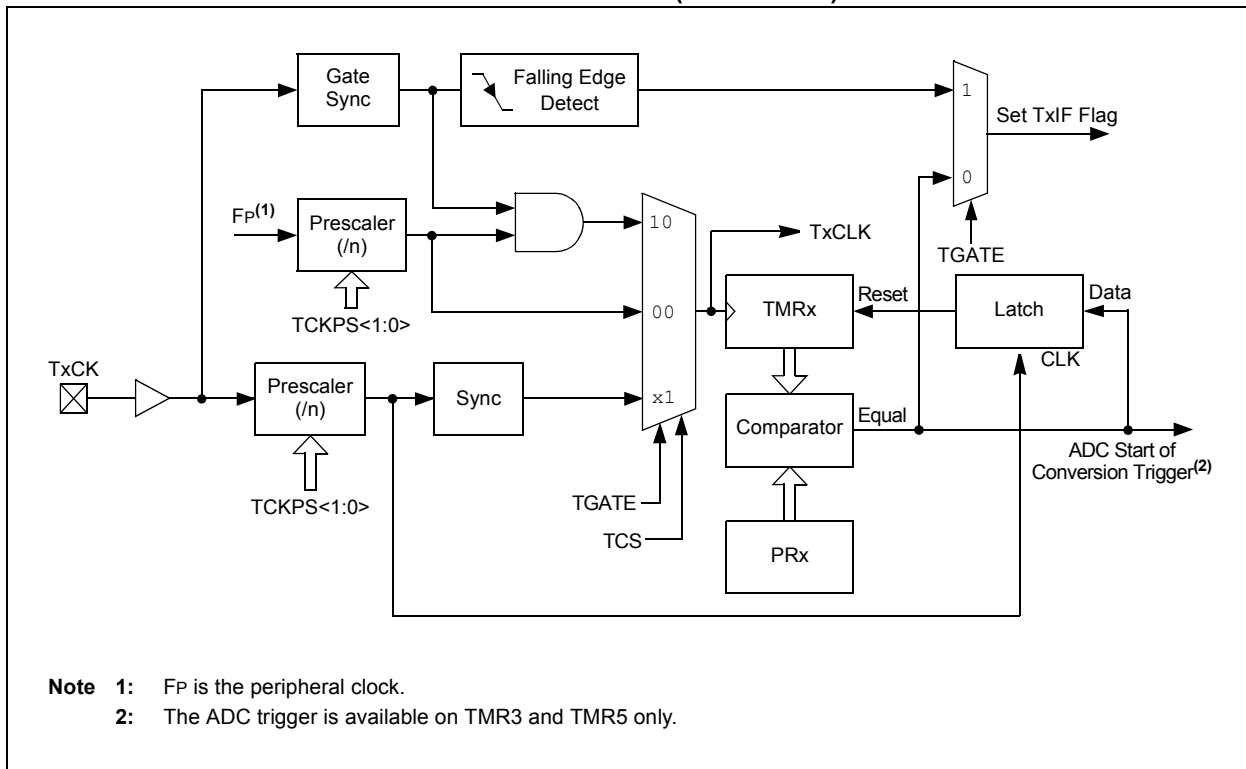 Gate
Sync
Falling Edge
Detect
1
Set TxIF Flag
0
FP(1)
Prescaler
(/n)
10
TxCLK
TGATE
TCKPS<1:0>
00
TMRx
Reset
Latch
Data
CLK
TxCK
Prescaler
(/n)
Sync
x1
Comparator
Equal
ADC Start of
Conversion Trigger(2)
TCKPS<1:0>
TGATE
TCS
PRx
Note 1: FP is the peripheral clock.
2: The ADC trigger is available on TMR3 and TMR5 only.